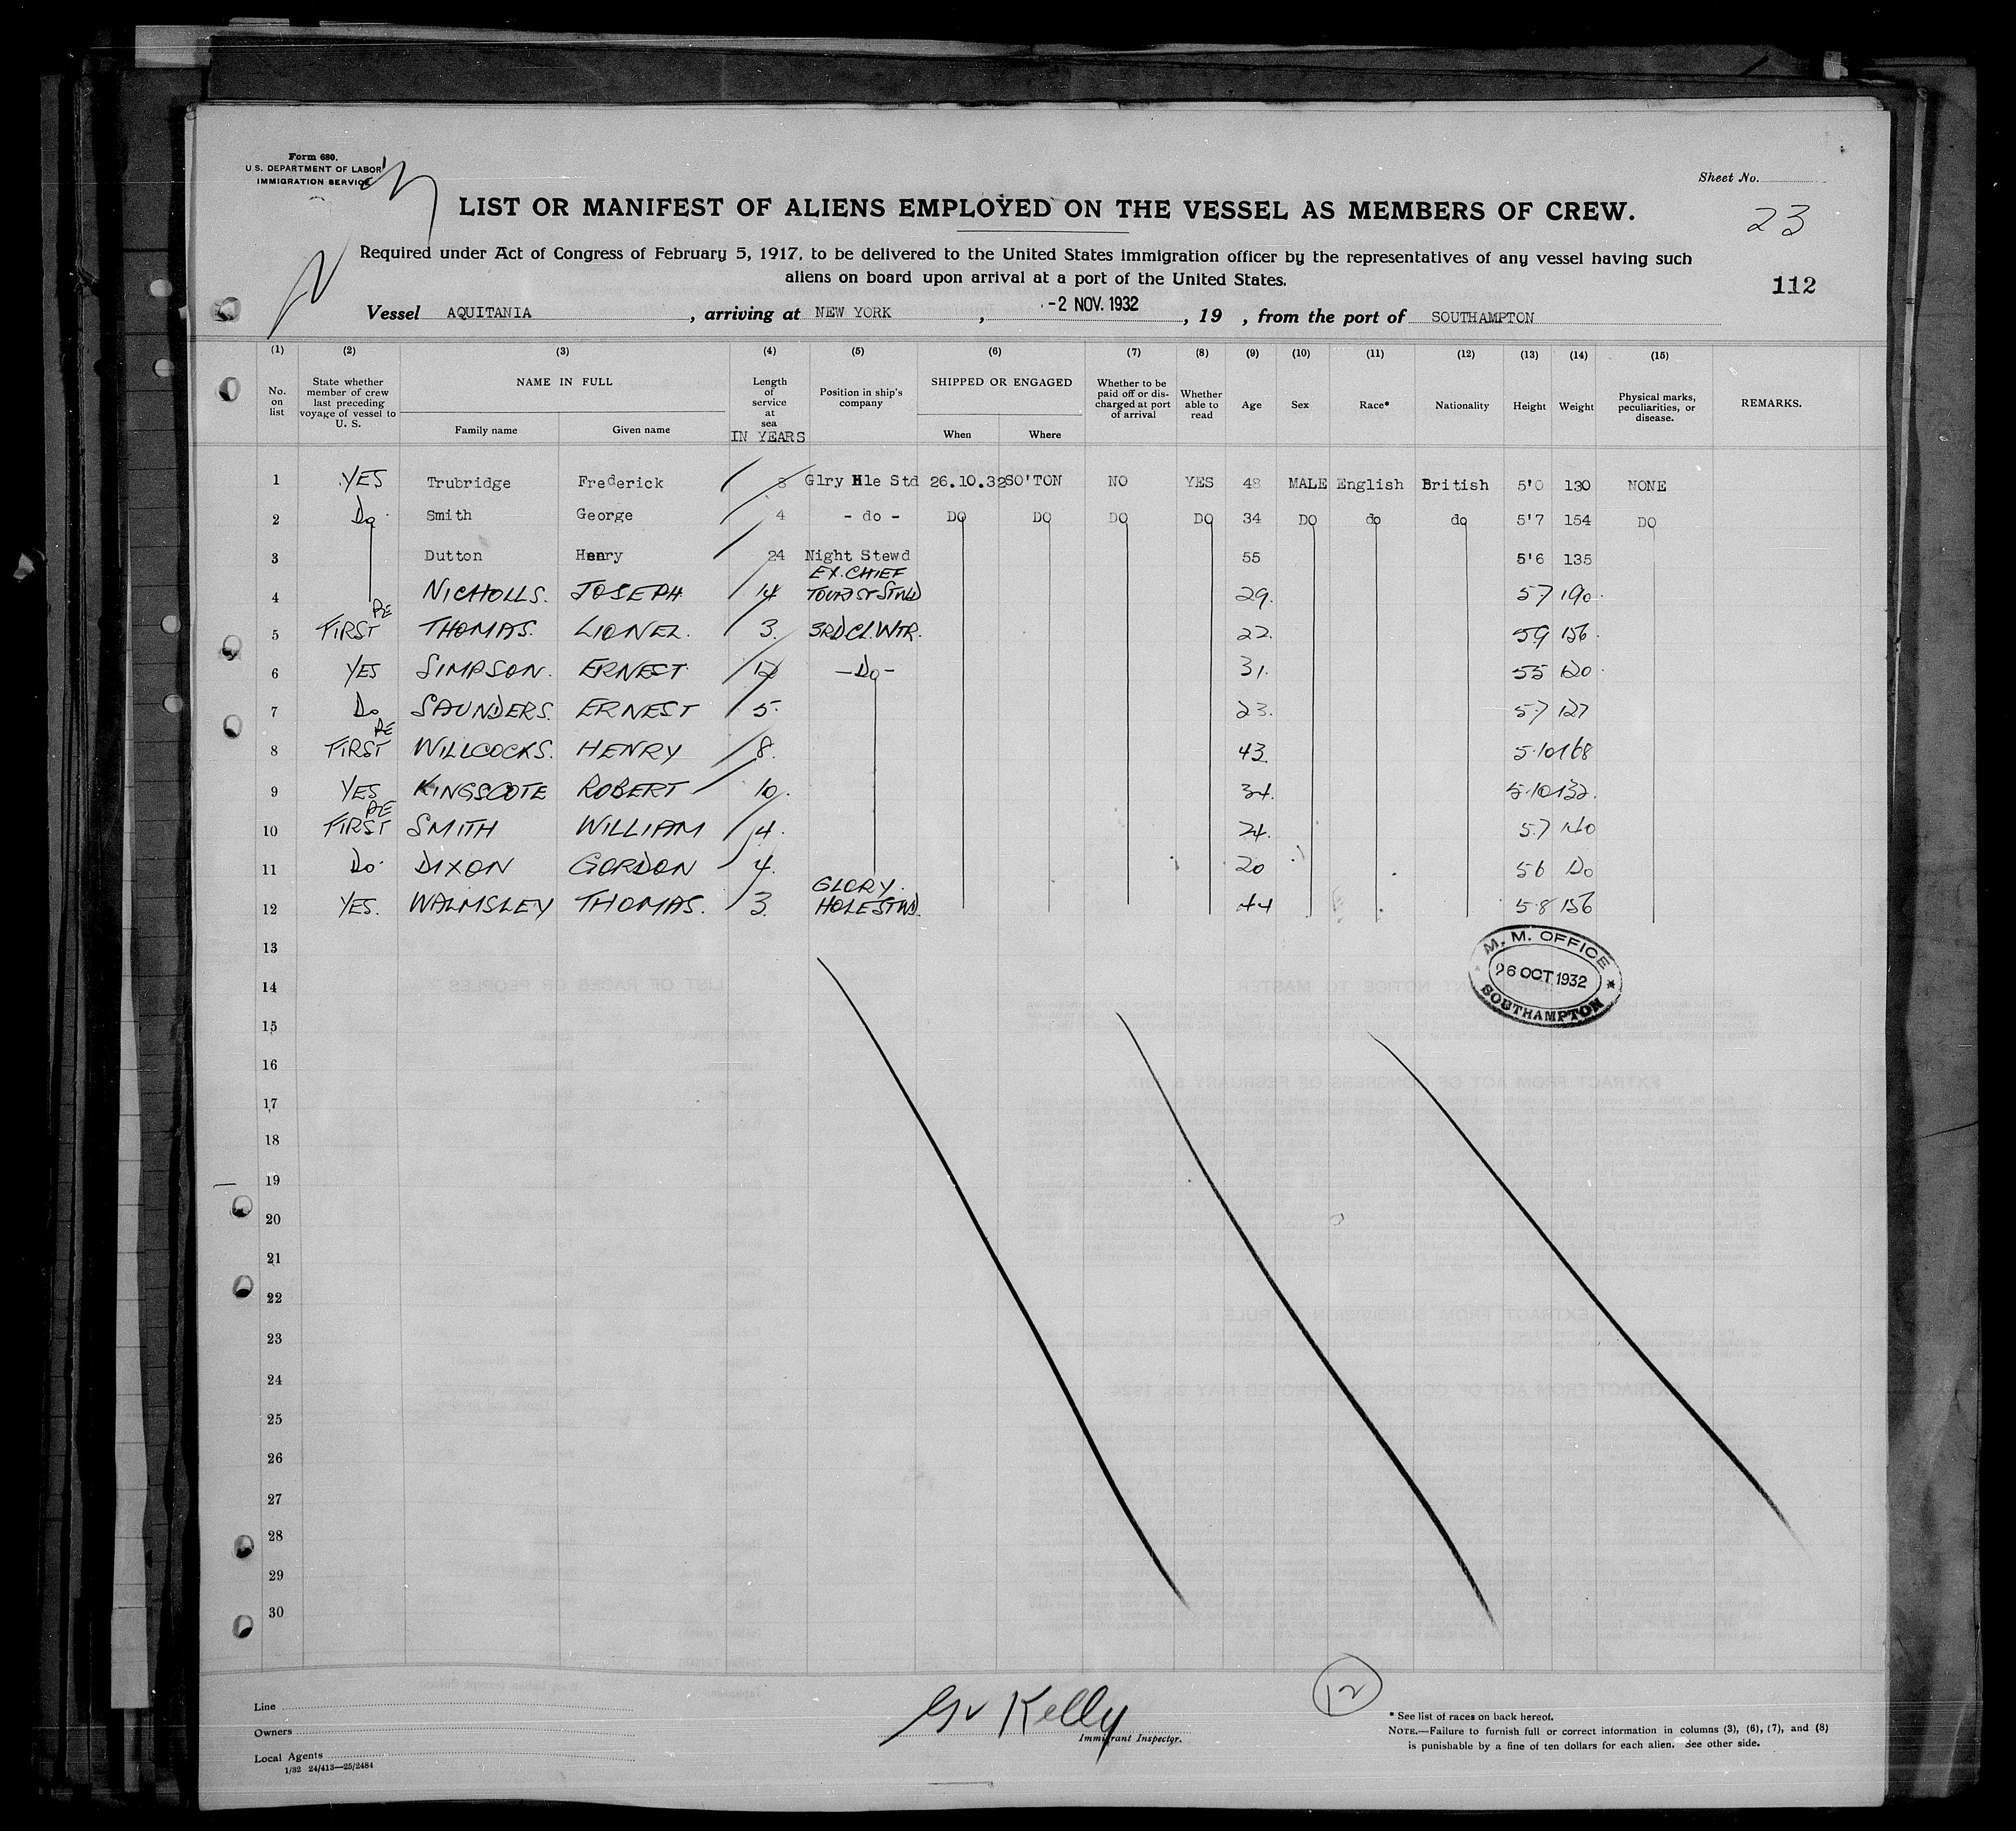 Form 680.
U.S. DEPARTMENT OF LABOR
IMMIGRATION SERVICE
Sheet No.
LIST OR MANIFEST OF ALIENS EMPLOYED ON THE VESSEL AS MEMBERS OF CREW.
23
Required under Act of Congress of February 5, 1917, to be delivered to the United States immigration officer by the representatives of any vessel having such
aliens on board upon arrival at a port of the United States.
112
Vessel AQUITANIA, arriving at NEW YORK, -2 NOV. 1932, 19 , from the port of SOUTHAMPTON
(1) (2) (3) (4) (5) (6) (7) (8) (9) (10) (11) (12) (13) (14) (15)
No. on list
State whether member of crew last preceding voyage of vessel to U. S.
NAME IN FULL
Family name Given name
Length of service at sea
IN YEARS
Position in ship's company
SHIPPED OR ENGAGED
When Where
Whether to be paid off or discharged at port of arrival
Whether able to read
Age Sex Race* Nationality Height Weight
Physical marks, peculiarities, or disease.
REMARKS.
1 YES Trubridge Frederick 8 Glry Hle Std 26.10.32 SO'TON NO YES 48 MALE English British 5'0 130 NONE
2 Do Smith George 4 - do - DO DO DO DO 34 DO do do 5'7 154 DO
3 Dutton Henry 24 Night Stewd 55 5'6 135
4 NICHOLLS. JOSEPH 14 EX. CHIEF TOURIST STWD 29. 5.7 190.
5 RE FIRST THOMAS. LIONEL. 3. 3RD CL. WTR. 22. 5.9 156.
6 YES SIMPSON. ERNEST. 12 -Do- 31. 5.5 120.
7 Do SAUNDERS. ERNEST 5. 23. 5.7 127
8 RE FIRST WILLCOCKS. HENRY 8. 43. 5.10 168
9 YES KINGSCOTE ROBERT 10. 34. 5.10 132.
10 RE FIRST SMITH WILLIAM 4. 24. 5.7 140
11 Do DIXON GORDON 4. 20 5.6 Do
12 YES. WALMSLEY THOMAS. 3. GLORY HOLE STWD. 44 5.8 156
13
14
15
16
17
18
19
20
21
22
23
24
25
26
27
28
29
30
M. M. OFFICE
26 OCT 1932
SOUTHAMPTON
Line
Owners
Local Agents
1/32 24/413—25/2484
Kelly
Immigrant Inspector.
12
* See list of races on back hereof.
NOTE.—Failure to furnish full or correct information in columns (3), (6), (7), and (8)
is punishable by a fine of ten dollars for each alien. See other side.